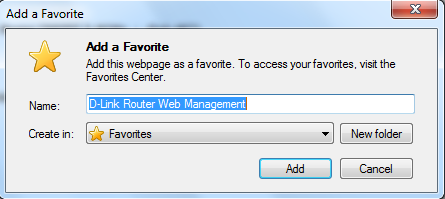 Add a Favorite
Add a Favorite
Add this webpage as a favorite. To access your favorites, visit the
Favorites Center.
Name: D-Link Router Web Management
Create in: Favorites New folder
Add Cancel